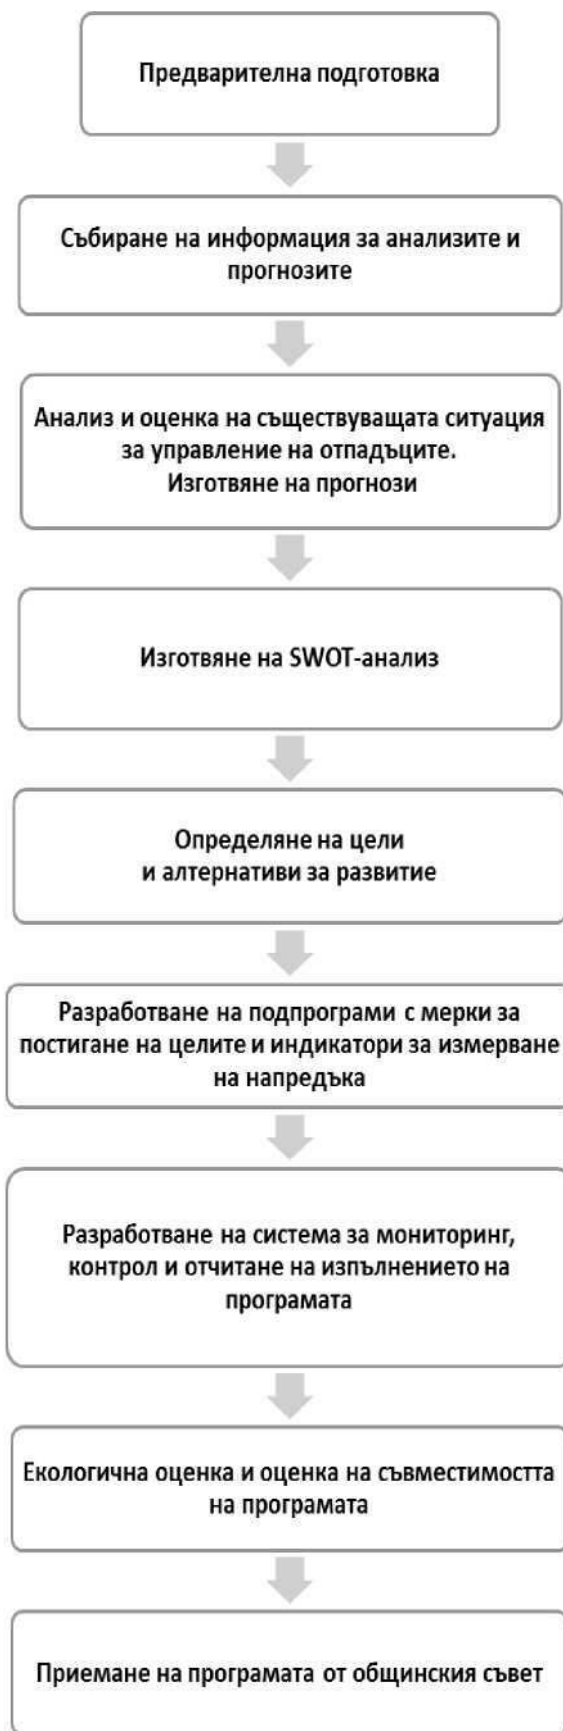 Предварителна подготовка
Събиране на информация за анализите и
прогнозите
Анализ и оценка на съществуващата ситуация
за управление на отпадъците.
Изготвяне на прогнози
Изготвяне на SWOT-анализ
Определяне на цели
и алтернативи за развитие
Разработване на подпрограми с мерки за
постигане на целите и индикатори за измерване
на напредъка
Разработване на система за мониторинг,
контрол и отчитане на изпълнението на
програмата
Екологична оценка и оценка на съвместимостта
на програмата
Приемане на програмата от общинския съвет